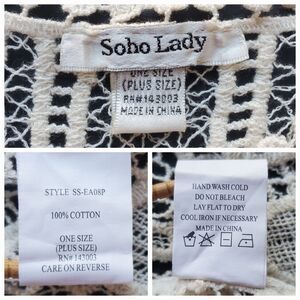 Soho Lady
ONE SIZE
(PLUS SIZE)
RN#143003
MADE IN CHINA
STYLE SS-EA08P
100% COTTON
ONE SIZE
(PLUS SIZE)
RN# 143003
CARE ON REVERSE
HAND WASH COLD
DO NOT BLEACH
LAY FLAT TO DRY
COOL IRON IF NECESSARY
MADE IN CHINA